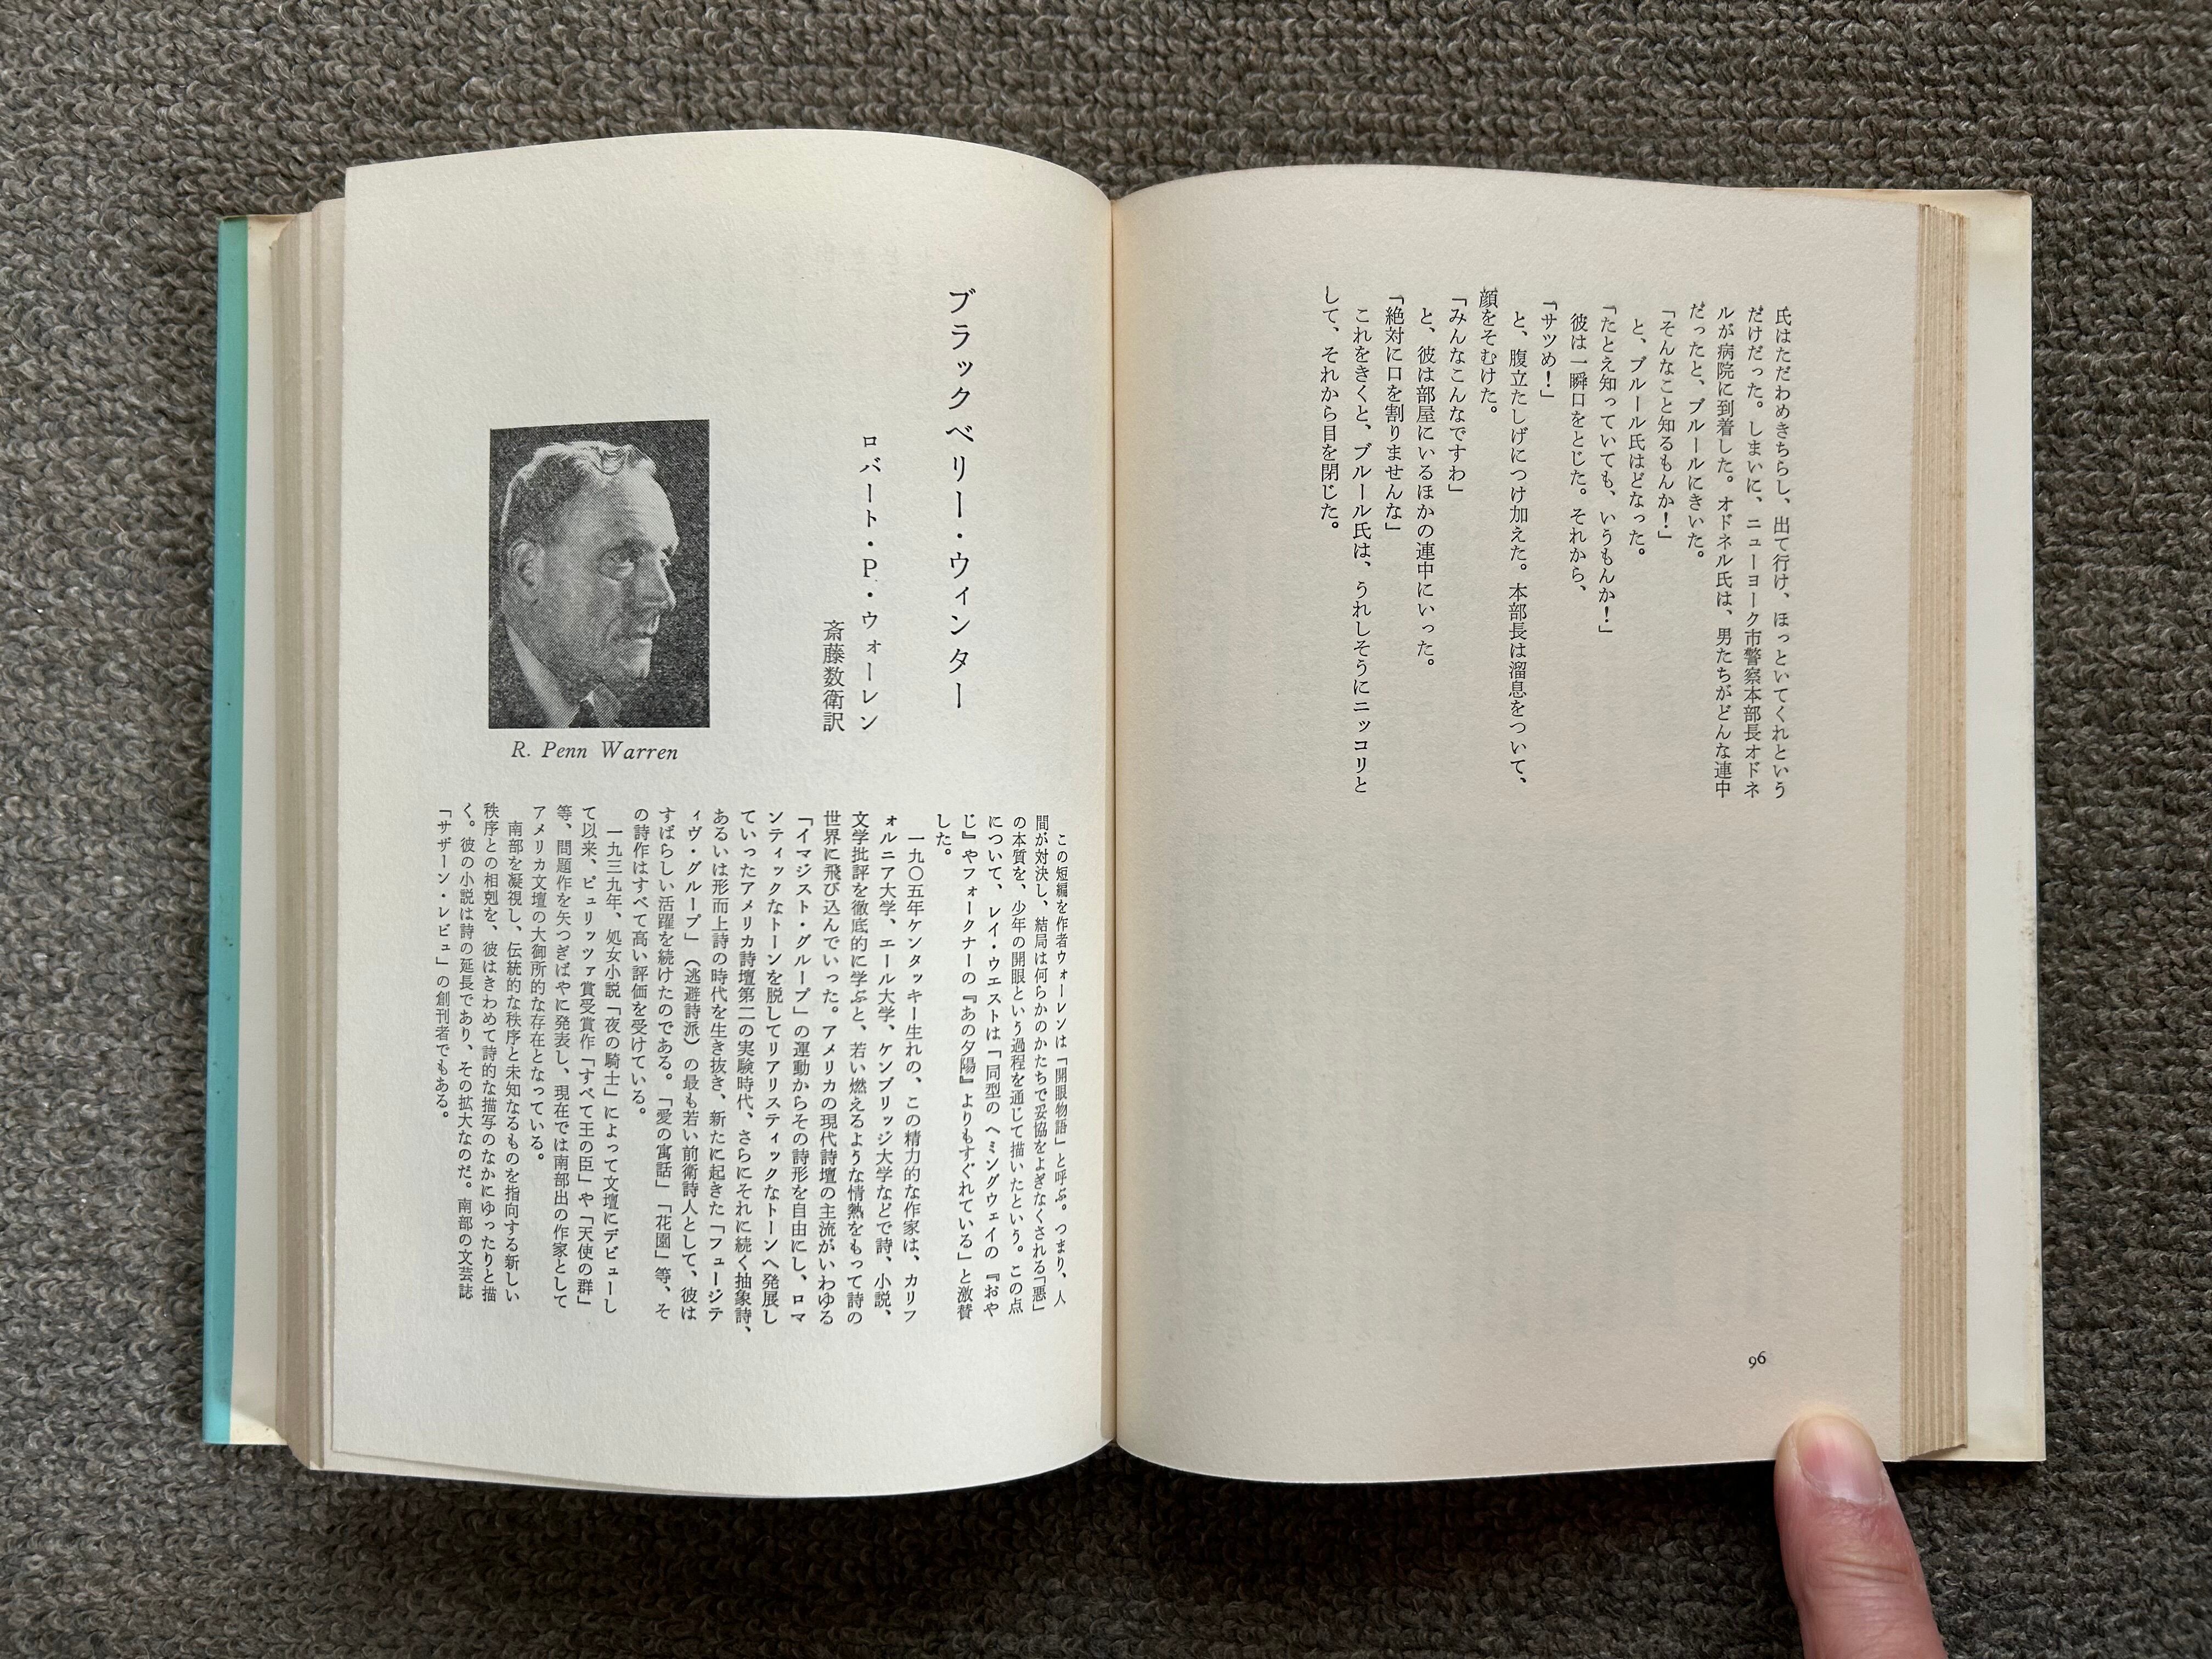 氏はただわめきちらし、出て行け、ほっといてくれという
だけだった。しまいに、ニューヨーク市警察本部長オドネ
ルが病院に到着した。オドネル氏は、男たちがどんな連中
だったと、ブルールにきいた。
「そんなこと知るもんか！」
と、ブルール氏はどなった。
「たとえ知っていても、いうもんか！」
彼は一瞬口をとじた。それから、
「サツめ！」
と、腹立たしげにつけ加えた。本部長は溜息をついて、
顔をそむけた。
「みんなこんなですわ」
と、彼は部屋にいるほかの連中にいった。
「絶対に口を割りませんな」
これをきくと、ブルール氏は、うれしそうにニッコリと
して、それから目を閉じた。
96
ブラックベリー・ウィンター
ロバート・P・ウォーレン
斎藤数衛訳
R. Penn Warren
この短編を作者ウォーレンは「開眼物語」と呼ぶ。つまり、人
間が対決し、結局は何らかのかたちで妥協をよぎなくされる「悪」
の本質を、少年の開眼という過程を通じて描いたという。この点
について、レイ・ウエストは「同型のヘミングウェイの『おや
じ』やフォークナーの『あの夕陽』よりもすぐれている」と激賛
した。
一九〇五年ケンタッキー生れの、この精力的な作家は、カリフ
ォルニア大学、エール大学、ケンブリッジ大学などで詩、小説、
文学批評を徹底的に学ぶと、若い燃えるような情熱をもって詩の
世界に飛び込んでいった。アメリカの現代詩壇の主流がいわゆる
「イマジスト・グループ」の運動からその詩形を自由にし、ロマ
ンティックなトーンを脱してリアリスティックなトーンへ発展し
ていったアメリカ詩壇第二の実験時代、さらにそれに続く抽象詩、
あるいは形而上詩の時代を生き抜き、新たに起きた「フュージテ
ィヴ・グループ」（逃避詩派）の最も若い前衛詩人として、彼は
すばらしい活躍を続けたのである。「愛の寓話」「花園」等、そ
の詩作はすべて高い評価を受けている。
一九三九年、処女小説「夜の騎士」によって文壇にデビューし
て以来、ピュリッツァ賞受賞作「すべて王の臣」や「天使の群」
等、問題作を矢つぎばやに発表し、現在では南部出の作家として
アメリカ文壇の大御所的な存在となっている。
南部を凝視し、伝統的な秩序と未知なるものを指向する新しい
秩序との相剋を、彼はきわめて詩的な描写のなかにゆったりと描
く。彼の小説は詩の延長であり、その拡大なのだ。南部の文芸誌
「サザーン・レビュ」の創刊者でもある。